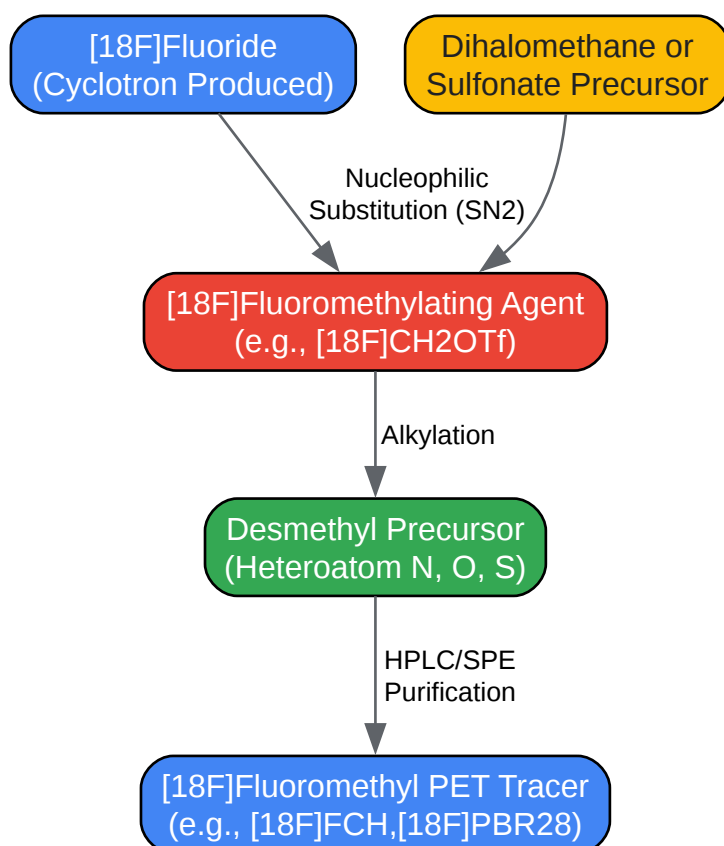 [18F]Fluoride
(Cyclotron Produced)
Dihalomethane or
Sulfonate Precursor
Nucleophilic
Substitution (SN2)
[18F]Fluoromethylating Agent
(e.g., [18F]CH2OTf)
Alkylation
Desmethyl Precursor
(Heteroatom N, O, S)
HPLC/SPE
Purification
[18F]Fluoromethyl PET Tracer
(e.g., [18F]FCH,[18F]PBR28)